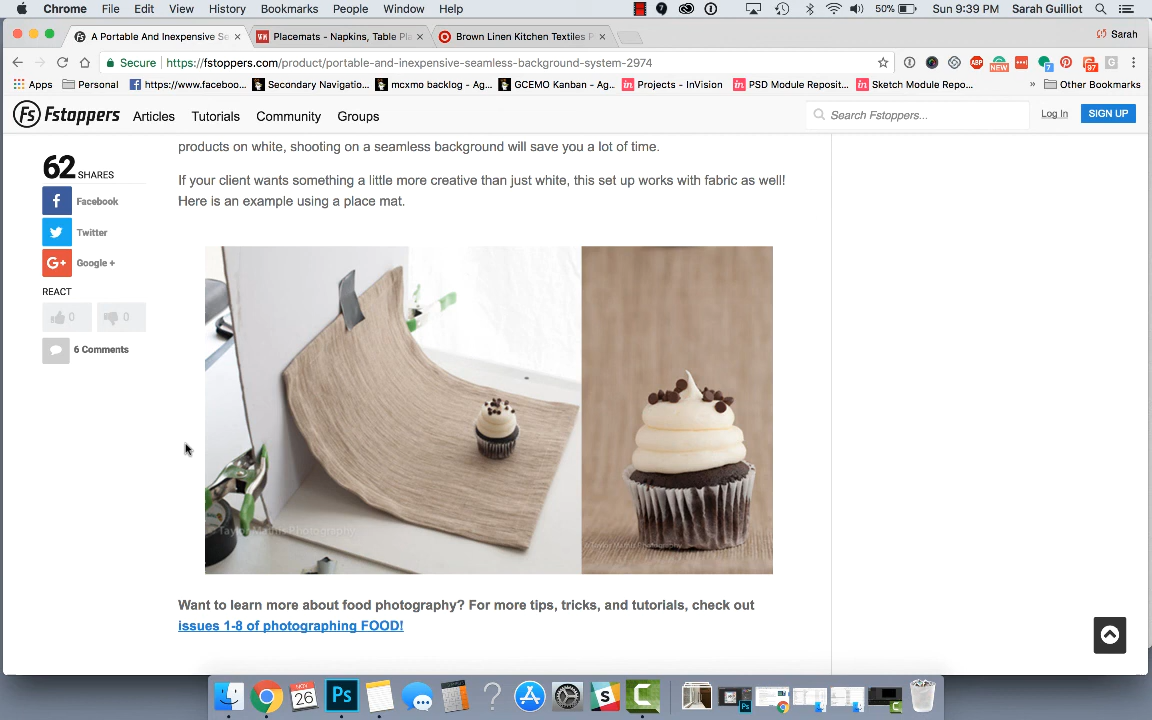 Chrome File Edit View History Bookmarks People Window Help 50% Sun 9:39 PM Sarah Guilliot
A Portable And Inexpensive Se Placemats - Napkins, Table Pla Brown Linen Kitchen Textiles P Sarah
Secure https://fstoppers.com/product/portable-and-inexpensive-seamless-background-system-2974
Apps Personal https://www.faceboo... Secondary Navigatio... mcxmo backlog - Ag... GCEMO Kanban - Ag.. Projects - InVision PSD Module Reposit... Sketch Module Repo... » Other Bookmarks
Fs Fstoppers Articles Tutorials Community Groups Search Fstoppers... Log In SIGN UP
products on white, shooting on a seamless background will save you a lot of time.
62 SHARES
If your client wants something a little more creative than just white, this set up works with fabric as well!
Here is an example using a place mat.
Facebook
Twitter
Google +
REACT
0 0
6 Comments
Want to learn more about food photography? For more tips, tricks, and tutorials, check out
issues 1-8 of photographing FOOD!